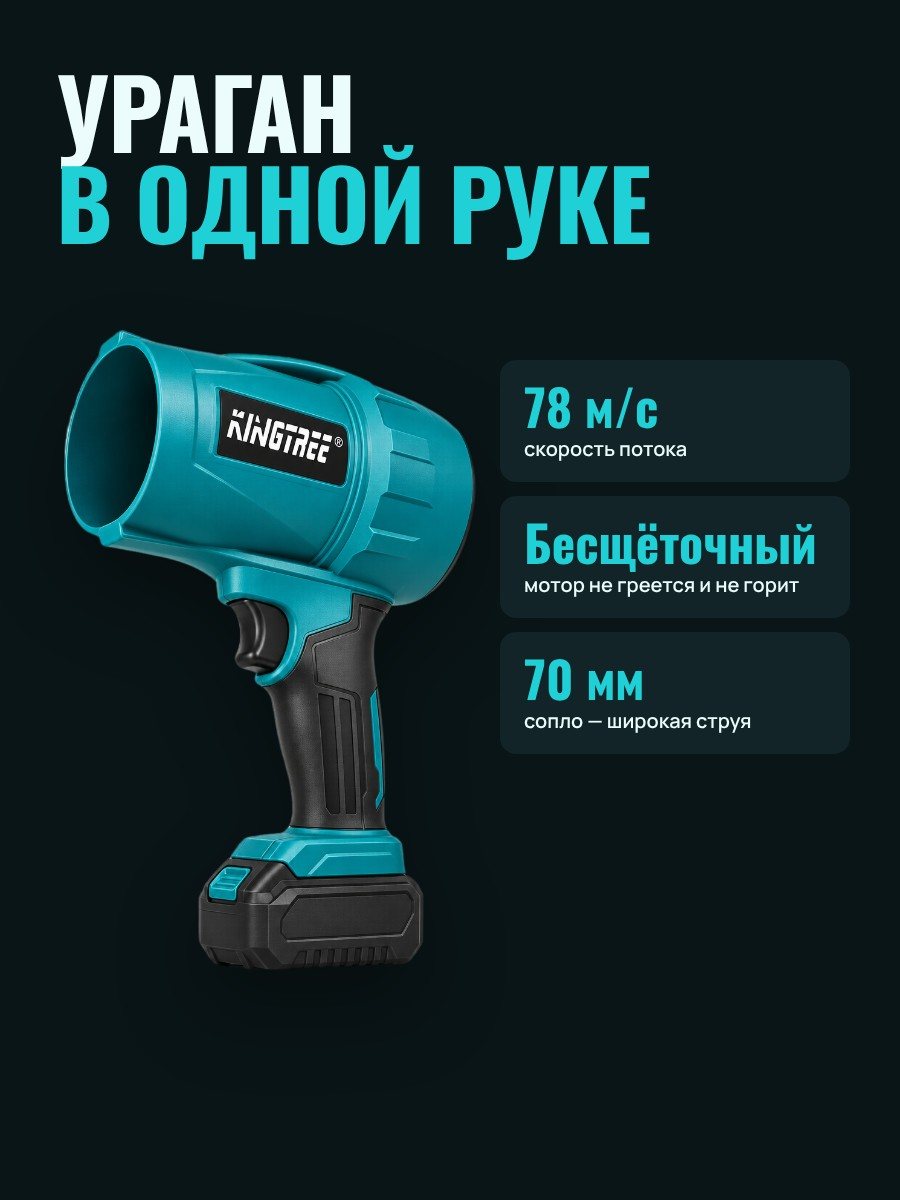 УРАГАН
В ОДНОЙ РУКЕ
KINGTREE®
78 м/с
скорость потока
Бесщёточный
мотор не греется и не горит
70 мм
сопло — широкая струя